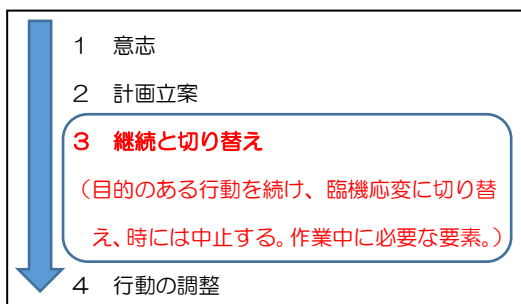 1 意志
2 計画立案
3 継続と切り替え
（目的のある行動を続け、臨機応変に切り替
え、時には中止する。作業中に必要な要素。）
4 行動の調整